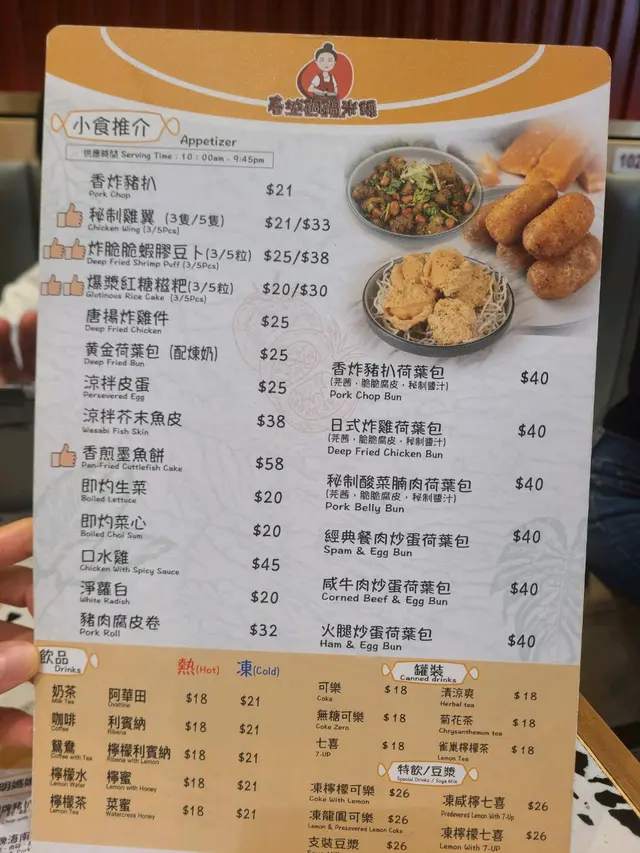 小食推介
Appetizer
供應時間 Serving Time : 10 : 00am - 9:45pm
102
香炸豬扒 $21
Pork Chop
秘制雞翼 (3隻/5隻) $21/$33
Chicken Wing (3/5Pcs)
炸脆脆蝦膠豆卜(3/5粒) $25/$38
Deep Fried Shrimp Puff (3/5Pcs)
爆漿紅糖糍粑(3/5粒) $20/$30
Glutinous Rice Cake (3/5Pcs)
唐揚炸雞件 $25
Deep Fried Chicken
黃金荷葉包 (配煉奶) $25
Deep Fried Bun
涼拌皮蛋 $25
Perserved Egg
涼拌芥末魚皮 $38
Wasabi Fish Skin
香煎墨魚餅 $58
Pan-Fried Cuttlefish Cake
即灼生菜 $20
Boiled Lettuce
即灼菜心 $20
Boiled Choi Sum
口水雞 $45
Chicken With Spicy Sauce
淨蘿白 $20
White Radish
豬肉腐皮卷 $32
Pork Roll
香炸豬扒荷葉包 $40
(芫茜，脆脆腐皮，秘制醬汁)
Pork Chop Bun
日式炸雞荷葉包 $40
(芫茜，脆脆腐皮，秘制醬汁)
Deep Fried Chicken Bun
秘制酸菜腩肉荷葉包 $40
(芫茜，脆脆腐皮，秘制醬汁)
Pork Belly Bun
經典餐肉炒蛋荷葉包 $40
Spam & Egg Bun
咸牛肉炒蛋荷葉包 $40
Corned Beef & Egg Bun
火腿炒蛋荷葉包 $40
Ham & Egg Bun
飲品
Drinks
熱(Hot) 凍(Cold)
奶茶 阿華田 $18 $21
Milk Tea Ovaltine
咖啡 利賓納 $18 $21
Coffee Ribena
鴛鴦 檸檬利賓納 $18 $21
Coffee with Tea Ribena with Lemon
檸檬水 檸蜜 $18 $21
Lemon Water Lemon with Honey
檸檬茶 菜蜜 $18 $21
Lemon Tea Watercress Honey
罐裝
Canned drinks
可樂 $18 清涼爽 $18
Coke Herbal tea
無糖可樂 $18 菊花茶 $18
Coke Zero Chrysanthemun tea
七喜 $18 雀巢檸檬茶 $18
7-UP Lemon Tea
特飲/豆漿
Special Drinks / Soya Milk
凍檸檬可樂 $26 凍咸檸七喜 $26
Coke With Lemon Predevered Lemon With 7-Up
凍龍鳳可樂 $26 凍檸檬七喜 $26
Lemon & Presevered Lemon Coke Lemon With 7-UP
支裝豆漿 $26